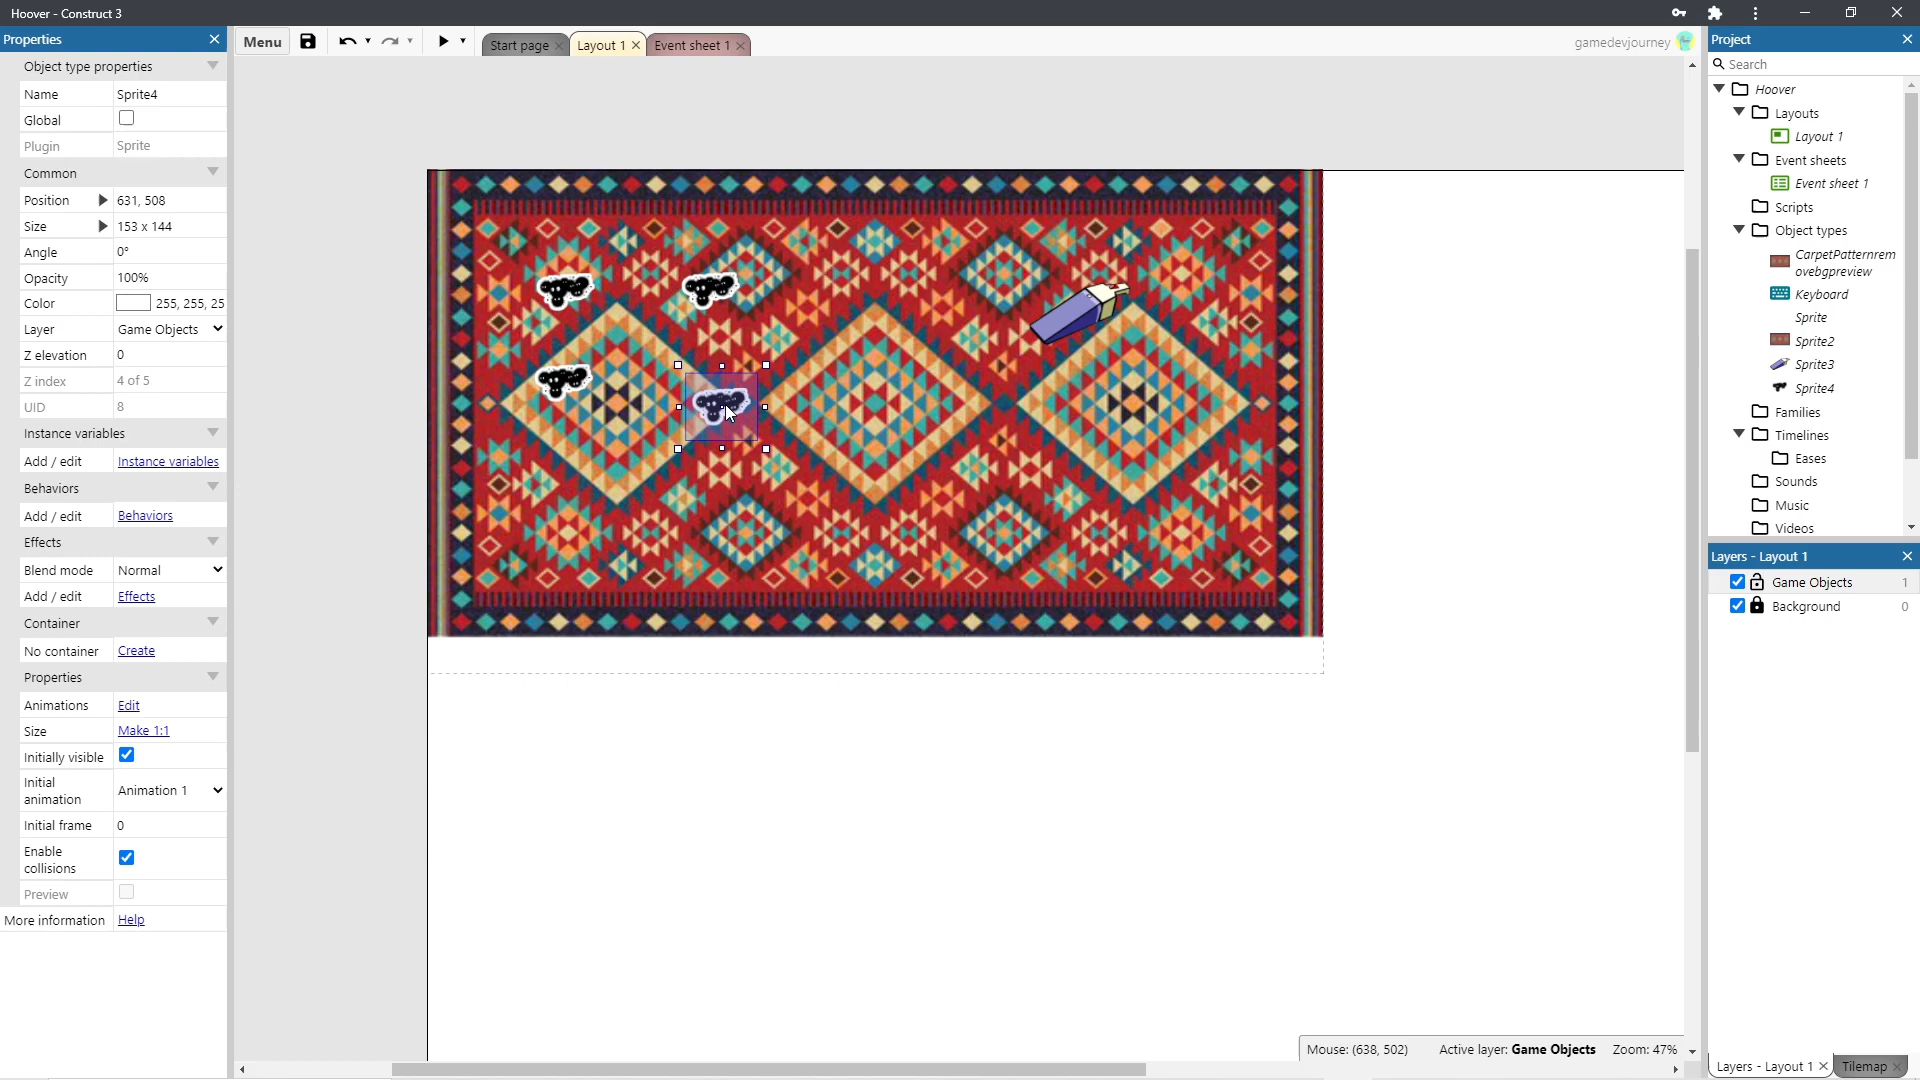 Hoover - Construct 3
Properties
Menu
Start page
Layout 1
Event sheet 1
gamedevjourney
Project
Object type properties
Name Sprite4
Global
Plugin Sprite
Common
Position 631, 508
Size 153 x 144
Angle 0°
Opacity 100%
Color 255, 255, 25
Layer Game Objects
Z elevation 0
Z index 4 of 5
UID 8
Instance variables
Add / edit Instance variables
Behaviors
Add / edit Behaviors
Effects
Blend mode Normal
Add / edit Effects
Container
No container Create
Properties
Animations Edit
Size Make 1:1
Initially visible
Initial
animation Animation 1
Initial frame 0
Enable
collisions
Preview
More information Help
Mouse: (638, 502) Active layer: Game Objects Zoom: 47%
Search
Hoover
Layouts
Layout 1
Event sheets
Event sheet 1
Scripts
Object types
CarpetPatternrem
ovebgpreview
Keyboard
Sprite
Sprite2
Sprite3
Sprite4
Families
Timelines
Eases
Sounds
Music
Videos
Layers - Layout 1
Game Objects 1
Background 0
Layers - Layout 1
Tilemap